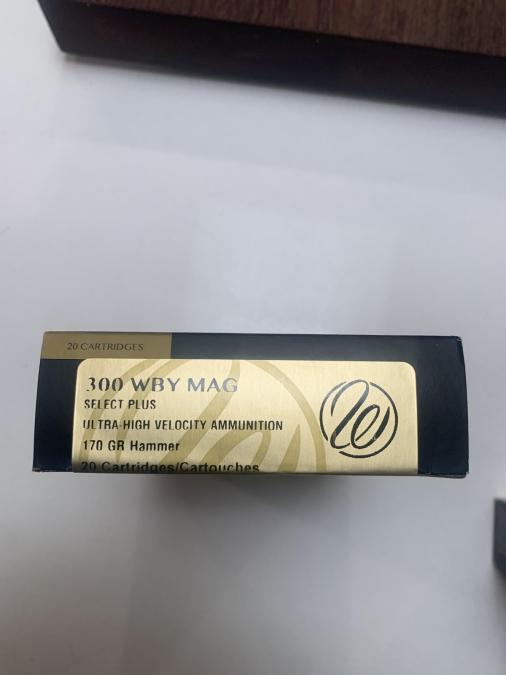 20 CARTRIDGES
300 WBY MAG
SELECT PLUS
ULTRA-HIGH VELOCITY AMMUNITION
170 GR Hammer
20 Cartridges/Cartouches